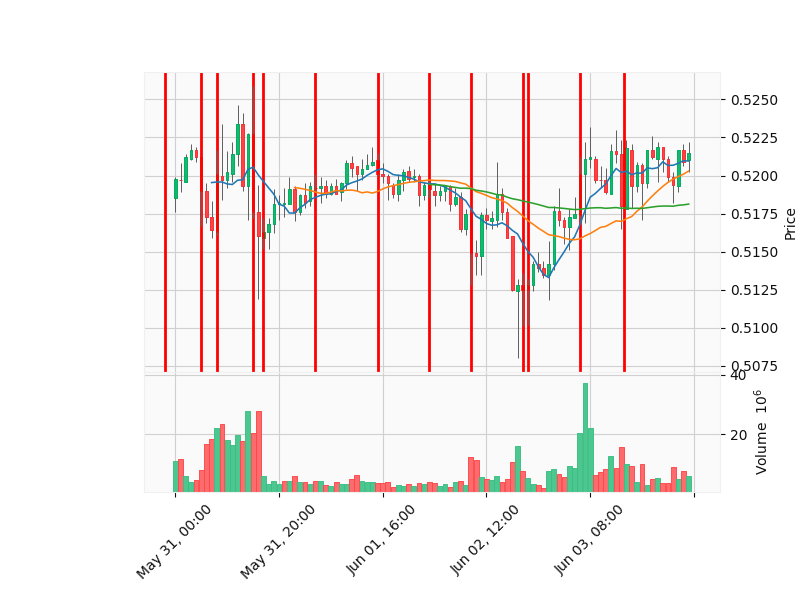 0.5250
0.5225
0.5200
0.5175
0.5150
0.5125
0.5100
0.5075
Price
40
20
Volume 10⁶
May 31, 00:00
May 31, 20:00
Jun 01, 16:00
Jun 02, 12:00
Jun 03, 08:00